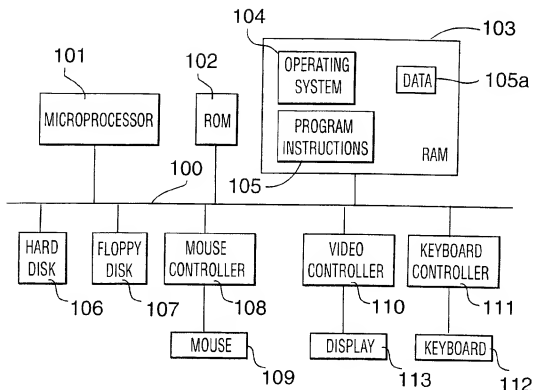 104
103
101
102
OPERATING
SYSTEM
DATA
105a
MICROPROCESSOR
ROM
PROGRAM
INSTRUCTIONS
RAM
100
105
HARD
DISK
FLOPPY
DISK
MOUSE
CONTROLLER
VIDEO
CONTROLLER
KEYBOARD
CONTROLLER
106
107
108
110
111
MOUSE
DISPLAY
KEYBOARD
109
113
112